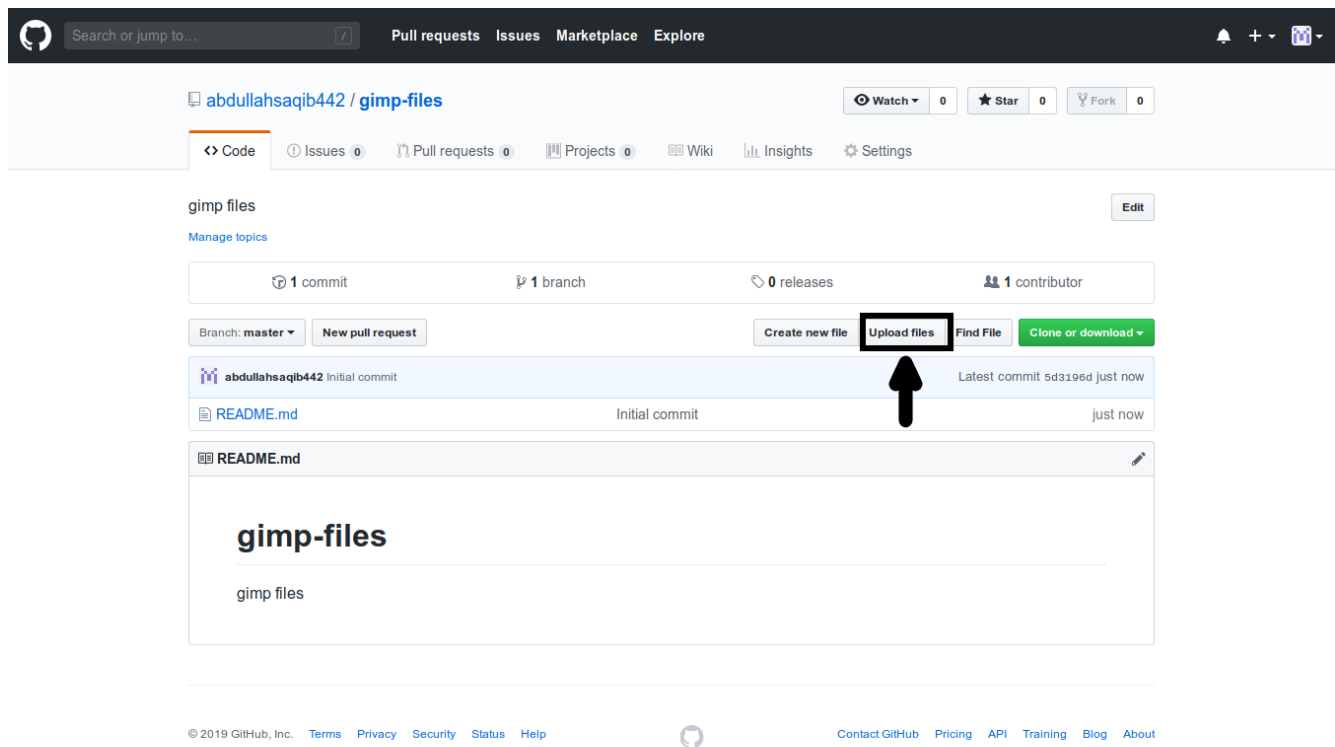 Search or jump to... / Pull requests Issues Marketplace Explore
abdullahsaqib442 / gimp-files Watch 0 Star 0 Fork 0
Code Issues 0 Pull requests 0 Projects 0 Wiki Insights Settings
gimp files Edit
Manage topics
1 commit 1 branch 0 releases 1 contributor
Branch: master New pull request Create new file Upload files Find File Clone or download
abdullahsaqib442 Initial commit Latest commit 5d3196d just now
README.md Initial commit just now
README.md
gimp-files
gimp files
© 2019 GitHub, Inc. Terms Privacy Security Status Help Contact GitHub Pricing API Training Blog About